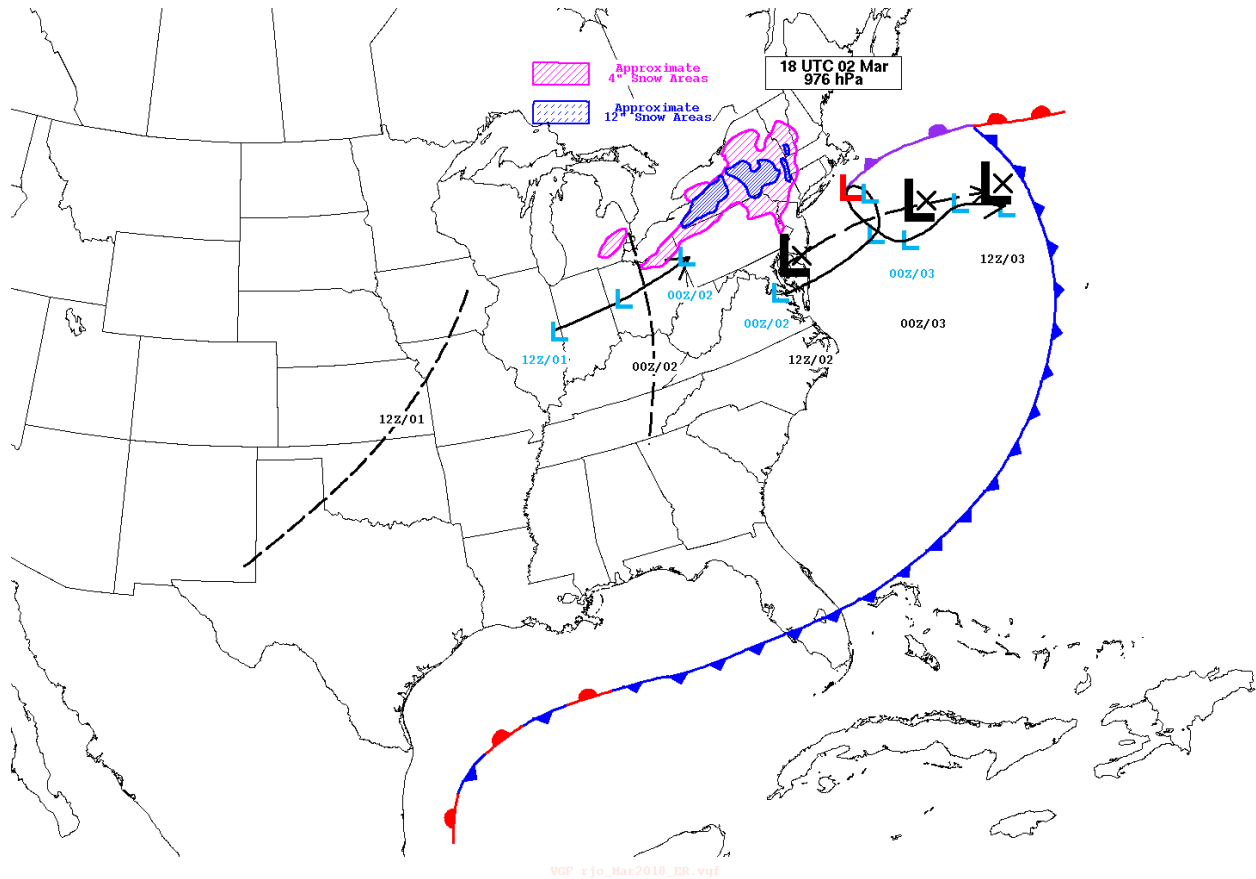 18 UTC 02 Mar
976 hPa
Approximate
4" Snow Areas
Approximate
12" Snow Areas
L
L
L
L
L
L
L
L
L
L
L
L
L
L
00Z/03
12Z/03
00Z/02
00Z/02
00Z/03
12Z/01
00Z/02
12Z/02
12Z/01
VGF rjo_Mar2018_ER.vgf